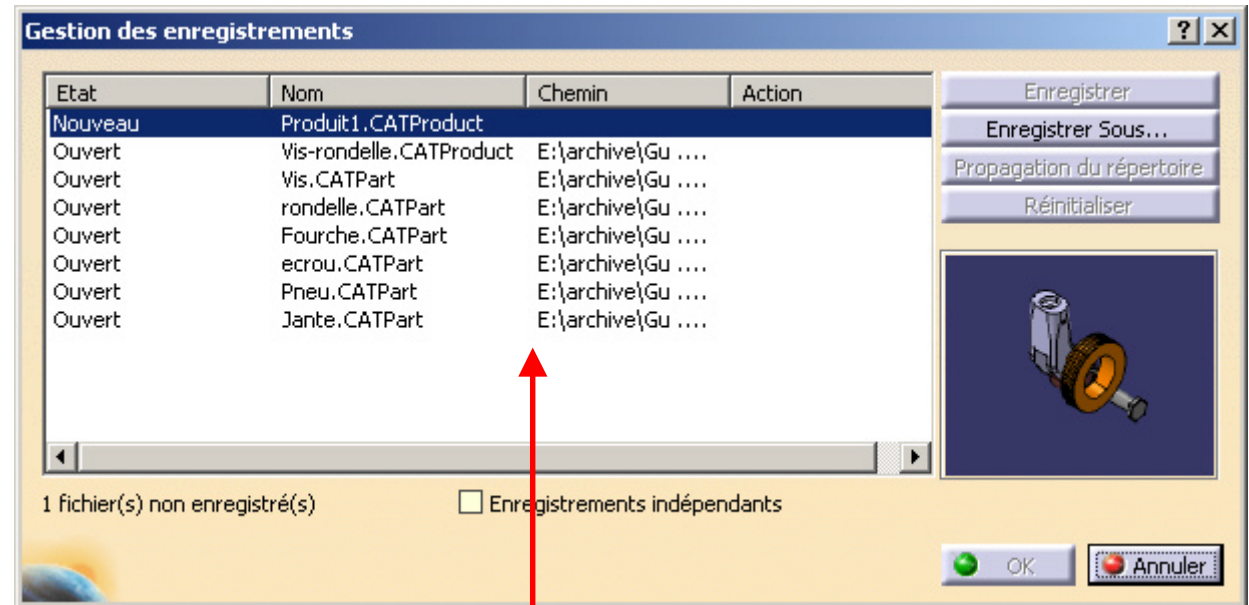 Gestion des enregistrements
Etat Nom Chemin Action
Nouveau Produit1.CATProduct
Ouvert Vis-rondelle.CATProduct E:\archive\Gu ....
Ouvert Vis.CATPart E:\archive\Gu ....
Ouvert rondelle.CATPart E:\archive\Gu ....
Ouvert Fourche.CATPart E:\archive\Gu ....
Ouvert ecrou.CATPart E:\archive\Gu ....
Ouvert Pneu.CATPart E:\archive\Gu ....
Ouvert Jante.CATPart E:\archive\Gu ....
Enregistrer
Enregistrer Sous...
Propagation du répertoire
Réinitialiser
1 fichier(s) non enregistré(s) Enregistrements indépendants
OK Annuler